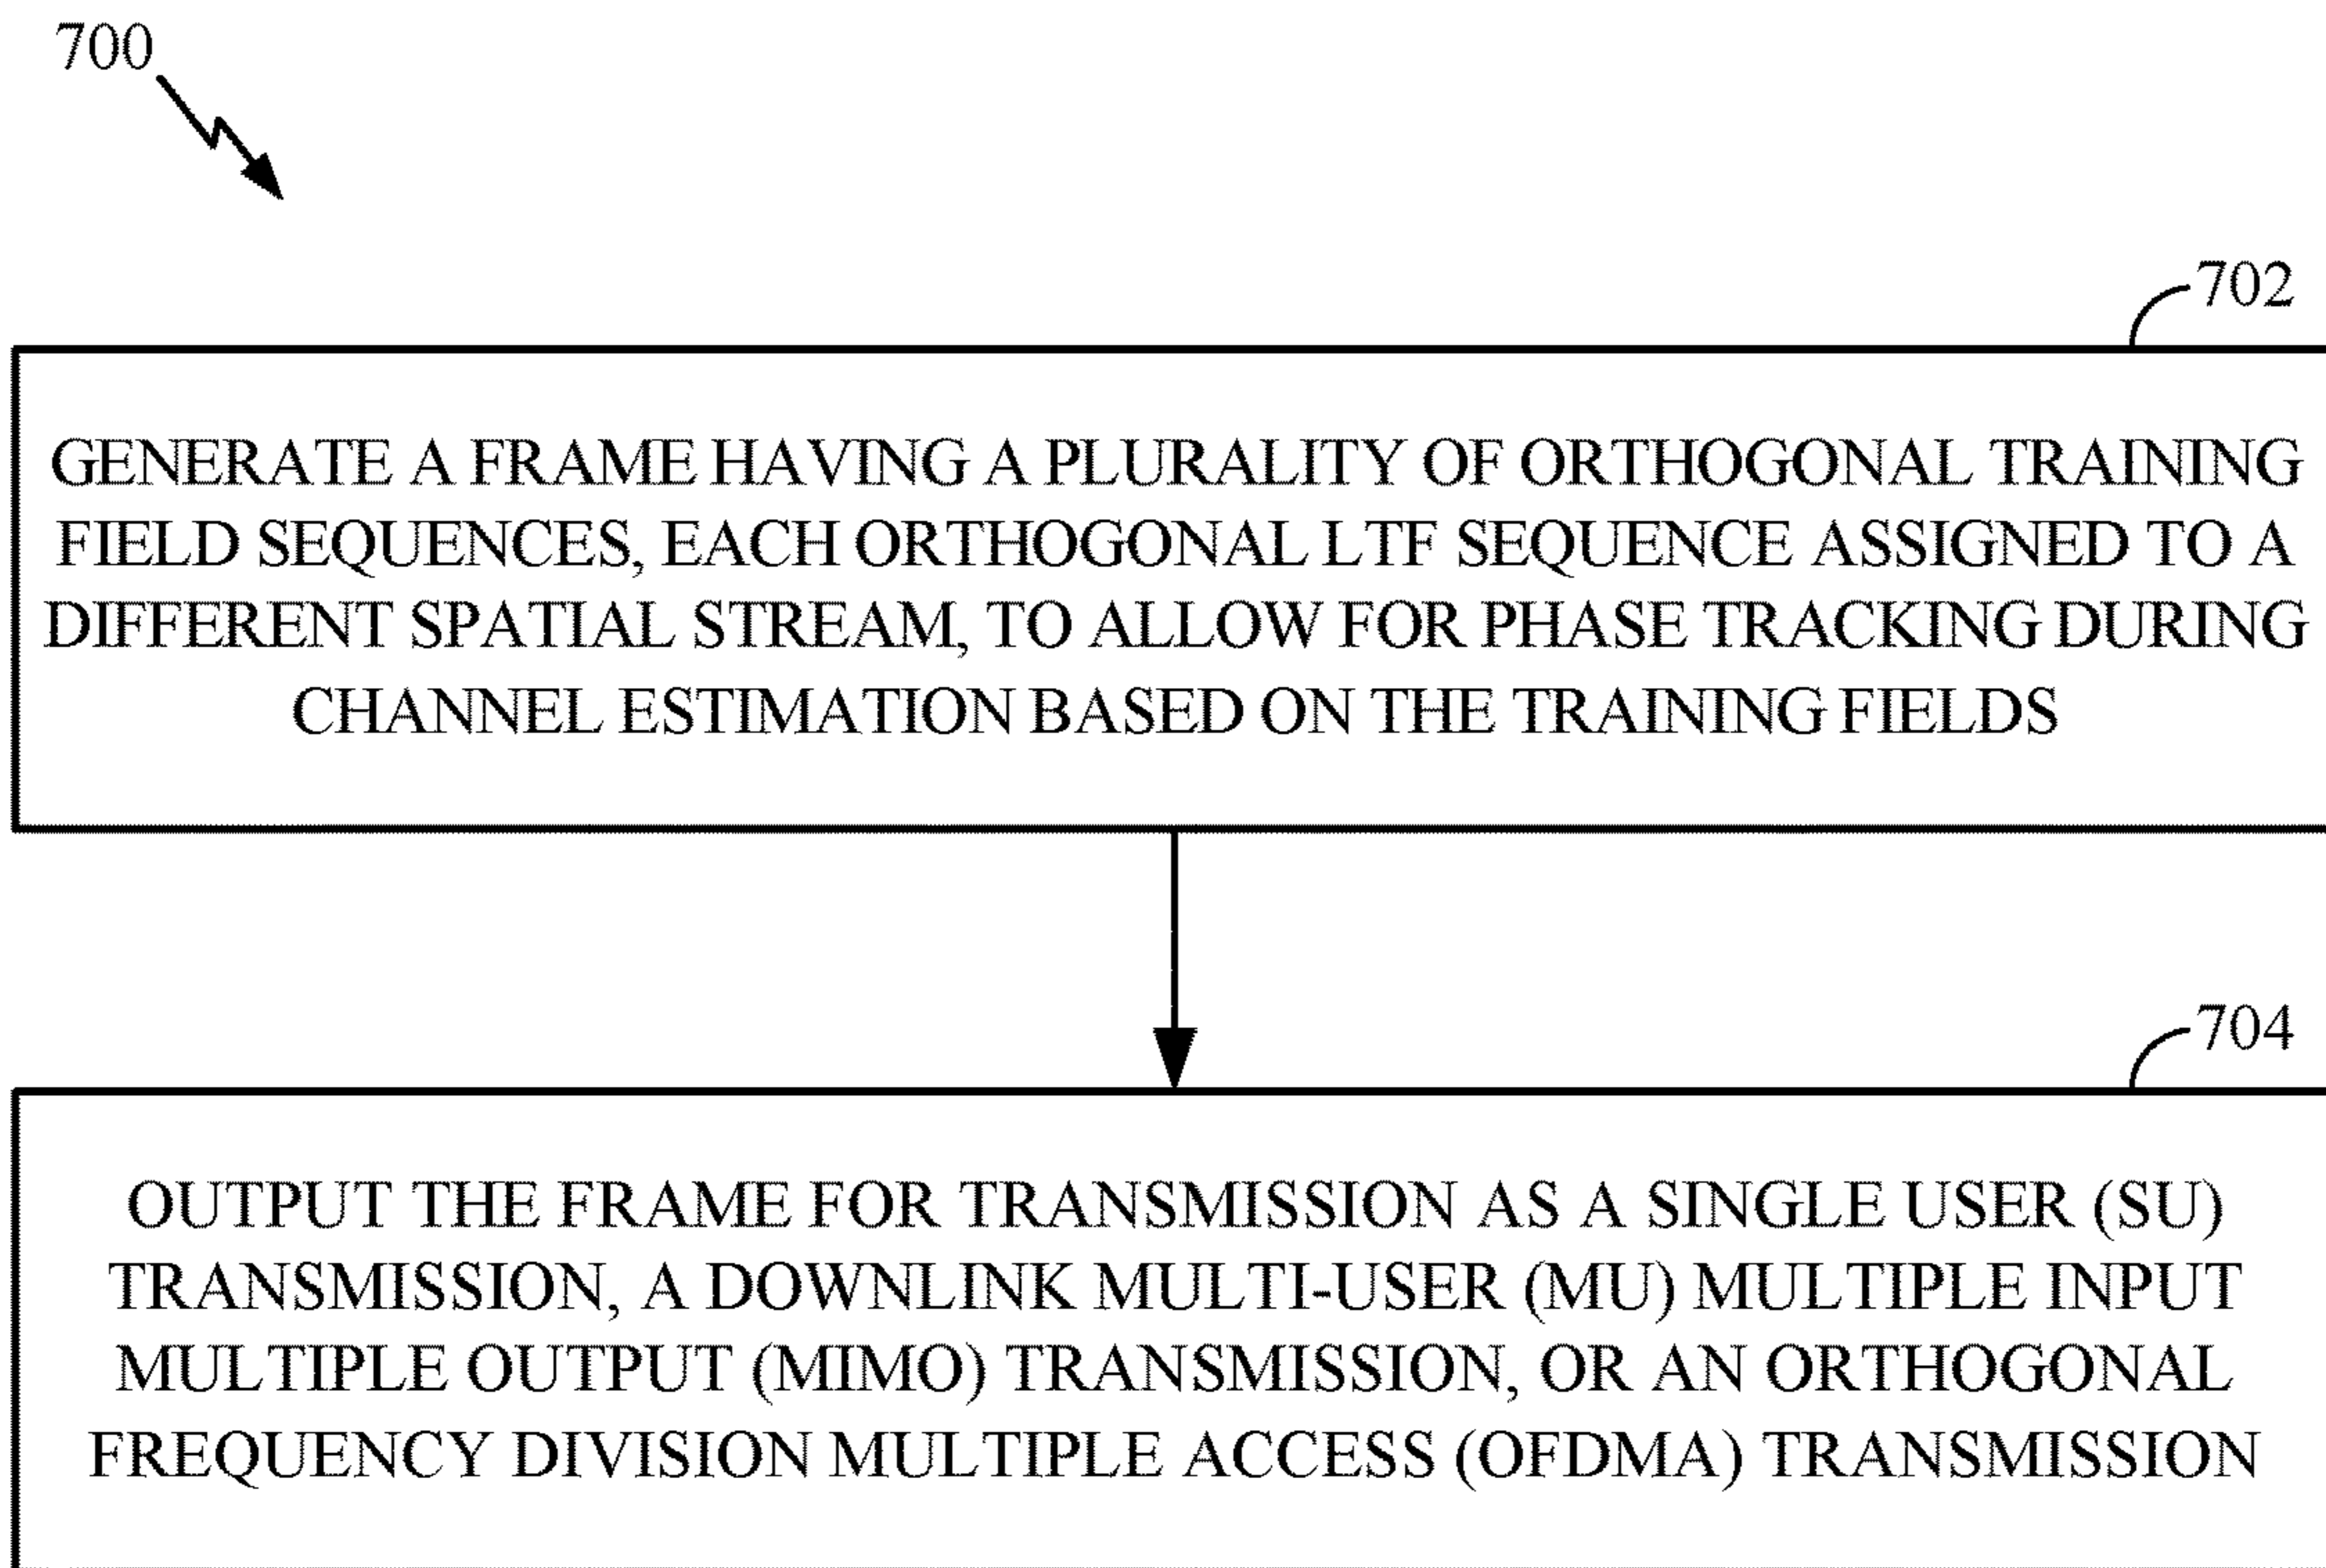 700
702
GENERATE A FRAME HAVING A PLURALITY OF ORTHOGONAL TRAINING
FIELD SEQUENCES, EACH ORTHOGONAL LTF SEQUENCE ASSIGNED TO A
DIFFERENT SPATIAL STREAM, TO ALLOW FOR PHASE TRACKING DURING
CHANNEL ESTIMATION BASED ON THE TRAINING FIELDS
704
OUTPUT THE FRAME FOR TRANSMISSION AS A SINGLE USER (SU)
TRANSMISSION, A DOWNLINK MULTI-USER (MU) MULTIPLE INPUT
MULTIPLE OUTPUT (MIMO) TRANSMISSION, OR AN ORTHOGONAL
FREQUENCY DIVISION MULTIPLE ACCESS (OFDMA) TRANSMISSION